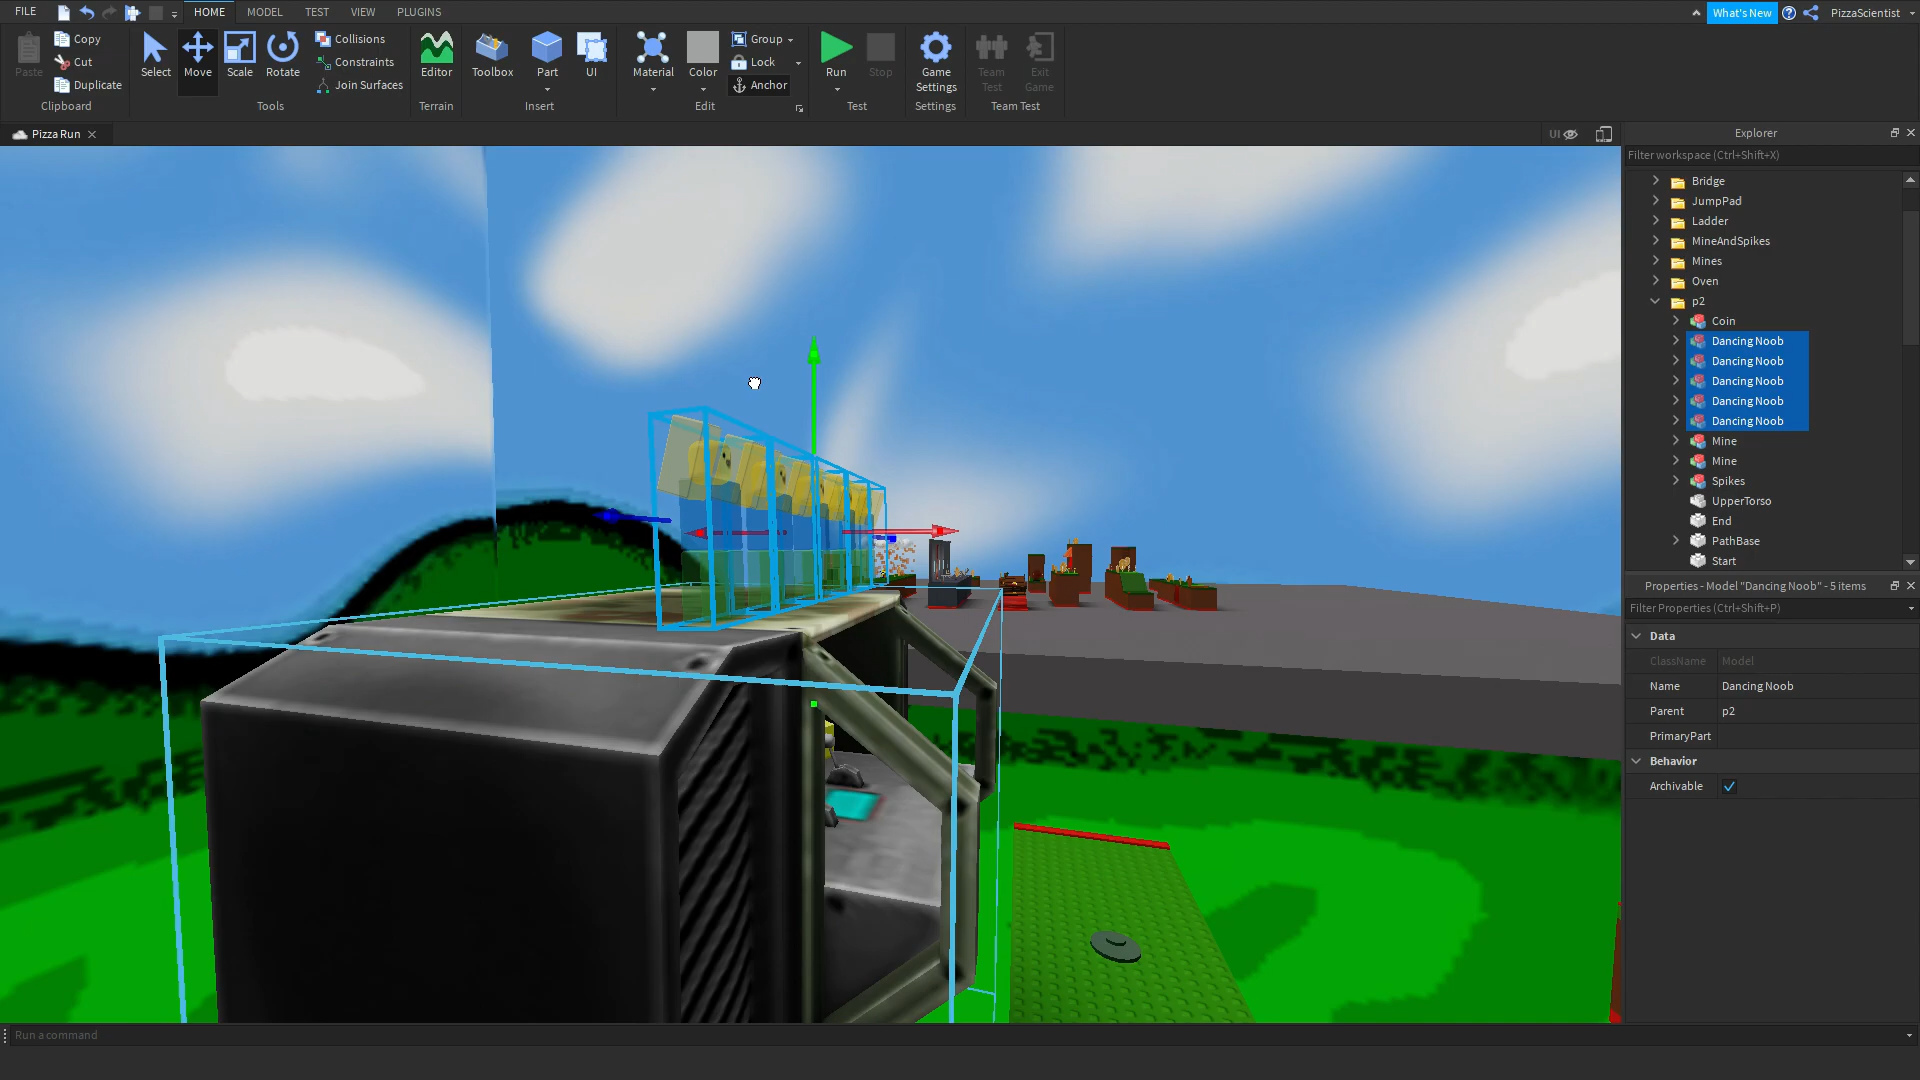 FILE HOME MODEL TEST VIEW PLUGINS What's New PizzaScientist
Paste Copy Cut Duplicate Clipboard
Select Move Scale Rotate Collisions Constraints Join Surfaces Tools
Editor Terrain
Toolbox Part UI Insert
Material Color Group Lock Anchor Edit
Run Stop Test
Game Settings Settings
Team Test Exit Game Team Test
Pizza Run UI
Explorer
Filter workspace (Ctrl+Shift+X)
Bridge
JumpPad
Ladder
MineAndSpikes
Mines
Oven
p2
Coin
Dancing Noob
Dancing Noob
Dancing Noob
Dancing Noob
Dancing Noob
Mine
Mine
Spikes
UpperTorso
End
PathBase
Start
Properties - Model "Dancing Noob" - 5 items
Filter Properties (Ctrl+Shift+P)
Data
ClassName Model
Name Dancing Noob
Parent p2
PrimaryPart
Behavior
Archivable
Run a command